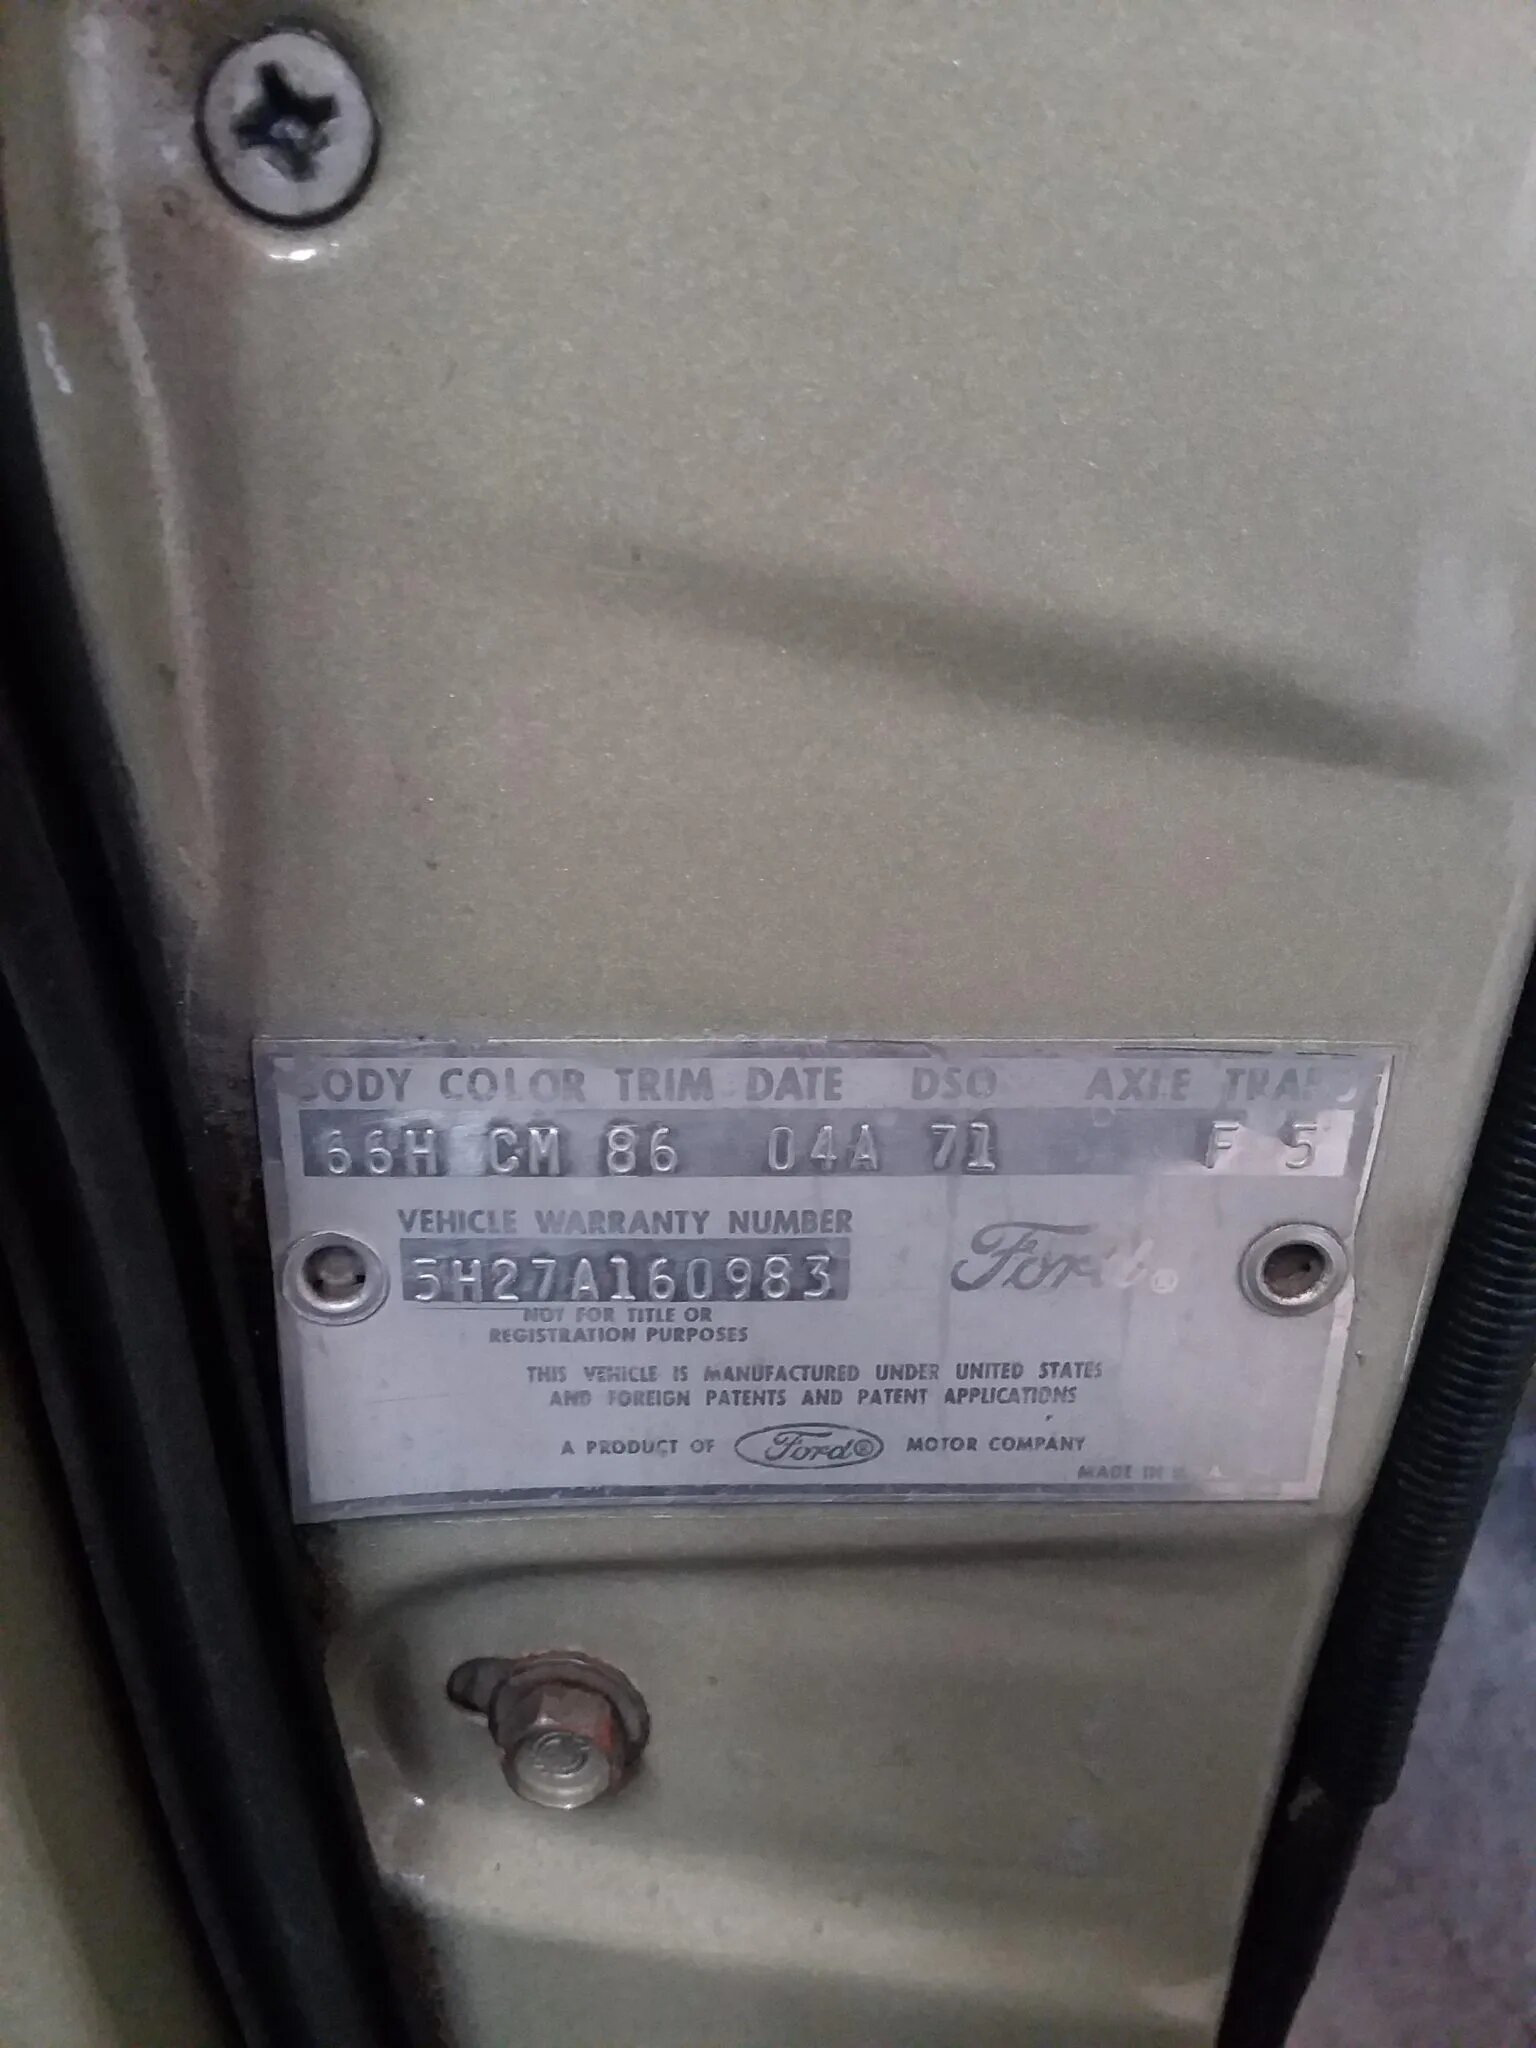 BODY COLOR TRIM DATE DSO AXLE TRANS
66H CM 86 04A 71 F 5
VEHICLE WARRANTY NUMBER
5H27A160983
Ford
NOT FOR TITLE OR
REGISTRATION PURPOSES
THIS VEHICLE IS MANUFACTURED UNDER UNITED STATES
AND FOREIGN PATENTS AND PATENT APPLICATIONS
A PRODUCT OF Ford® MOTOR COMPANY
MADE IN